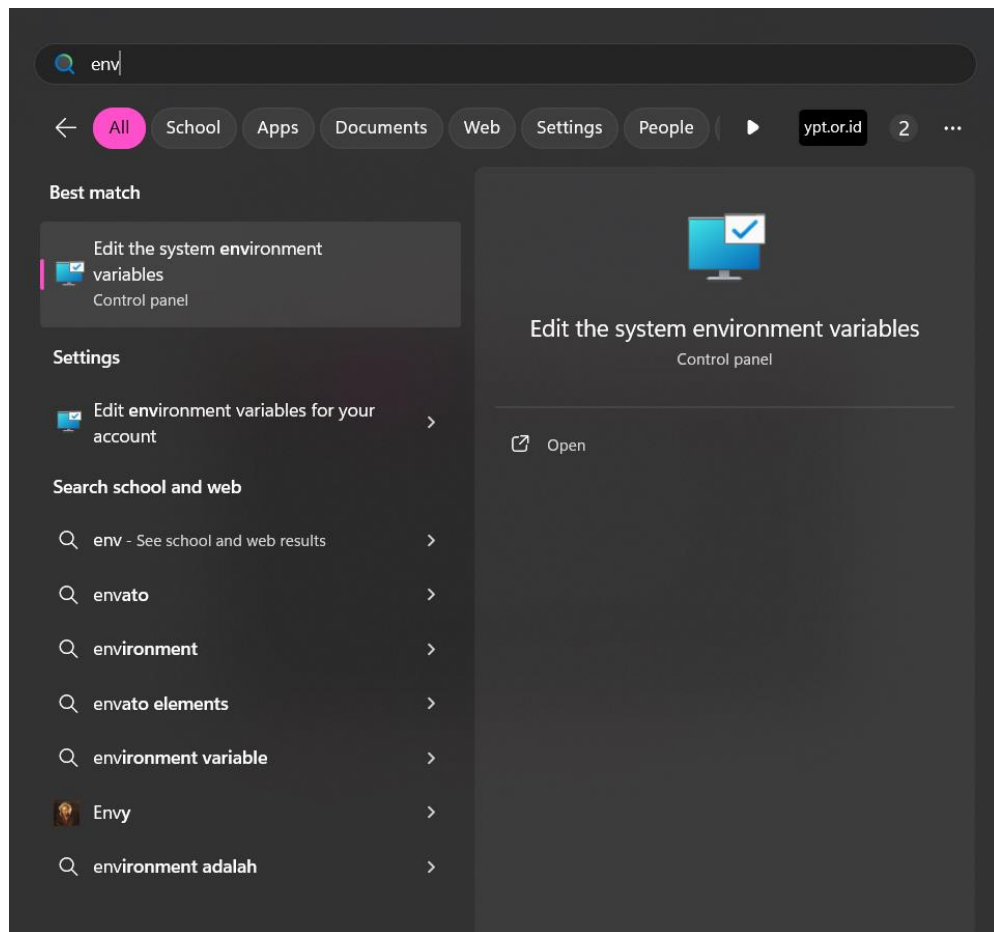 env
All School Apps Documents Web Settings People ypt.or.id 2 ...
Best match
Edit the system environment
variables
Control panel
Settings
Edit environment variables for your
account
Search school and web
env - See school and web results
envato
environment
envato elements
environment variable
Envy
environment adalah
Edit the system environment variables
Control panel
Open